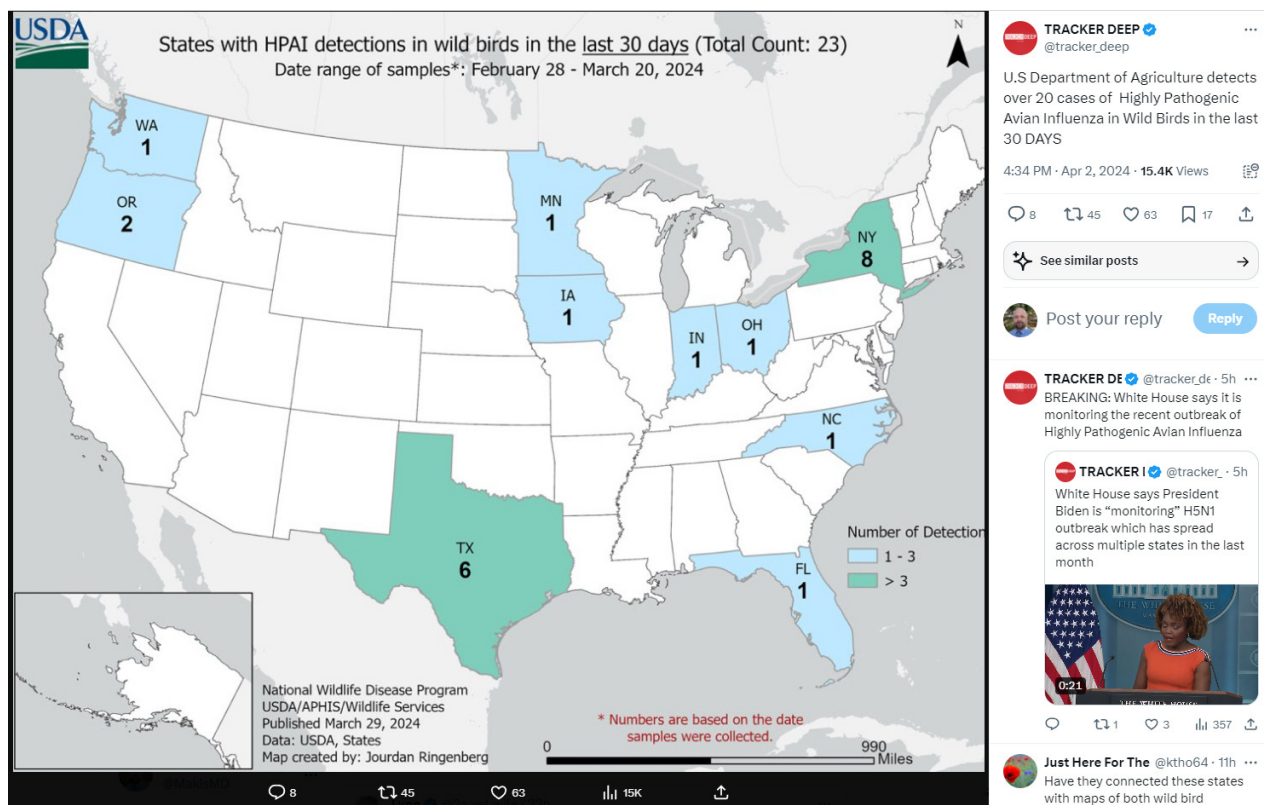 USDA
States with HPAI detections in wild birds in the last 30 days (Total Count: 23)
Date range of samples*: February 28 - March 20, 2024
N
WA
1
OR
2
MN
1
IA
1
IN
1
OH
1
NY
8
NC
1
TX
6
FL
1
Number of Detection
1 - 3
> 3
National Wildlife Disease Program
USDA/APHIS/Wildlife Services
Published March 29, 2024
Data: USDA, States
Map created by: Jourdan Ringenberg
* Numbers are based on the date
samples were collected.
0
990
Miles
8
45
63
15K
TRACKER DEEP
@tracker_deep
U.S Department of Agriculture detects
over 20 cases of Highly Pathogenic
Avian Influenza in Wild Birds in the last
30 DAYS
4:34 PM · Apr 2, 2024 · 15.4K Views
8
45
63
17
See similar posts
Post your reply
Reply
TRACKER DE @tracker_de · 5h
BREAKING: White House says it is
monitoring the recent outbreak of
Highly Pathogenic Avian Influenza
TRACKER I @tracker_ · 5h
White House says President
Biden is “monitoring” H5N1
outbreak which has spread
across multiple states in the last
month
THE WHITE HOUSE
0:21
THE WHITE HOUSE
1
3
357
Just Here For The @ktho64 · 11h
Have they connected these states
with maps of both wild bird